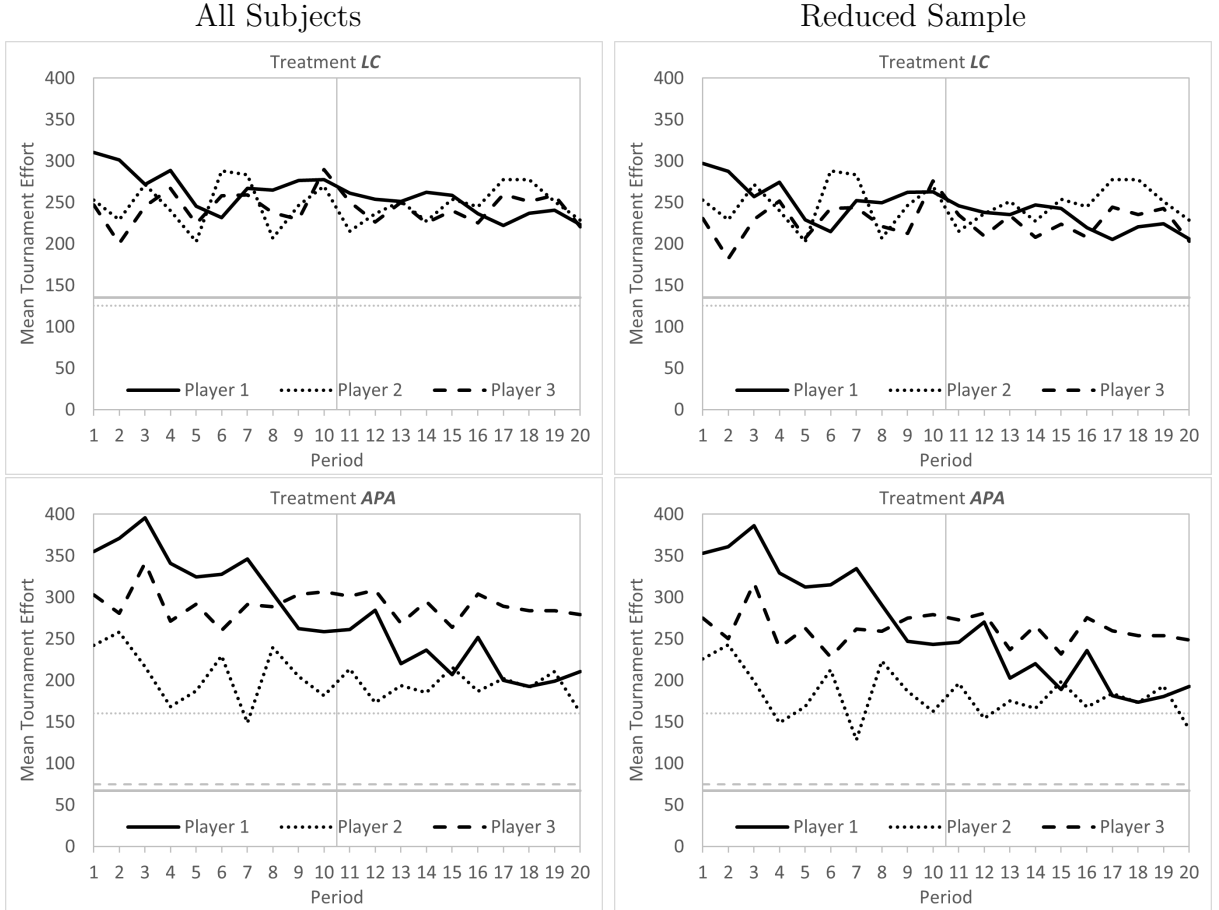 All Subjects
Reduced Sample
Treatment LC
Mean Tournament Effort
400
350
300
250
200
150
100
50
0
Player 1 Player 2 Player 3
1 2 3 4 5 6 7 8 9 10 11 12 13 14 15 16 17 18 19 20
Period
Treatment LC
Mean Tournament Effort
400
350
300
250
200
150
100
50
0
Player 1 Player 2 Player 3
1 2 3 4 5 6 7 8 9 10 11 12 13 14 15 16 17 18 19 20
Period
Treatment APA
Mean Tournament Effort
400
350
300
250
200
150
100
50
0
Player 1 Player 2 Player 3
1 2 3 4 5 6 7 8 9 10 11 12 13 14 15 16 17 18 19 20
Period
Treatment APA
Mean Tournament Effort
400
350
300
250
200
150
100
50
0
Player 1 Player 2 Player 3
1 2 3 4 5 6 7 8 9 10 11 12 13 14 15 16 17 18 19 20
Period